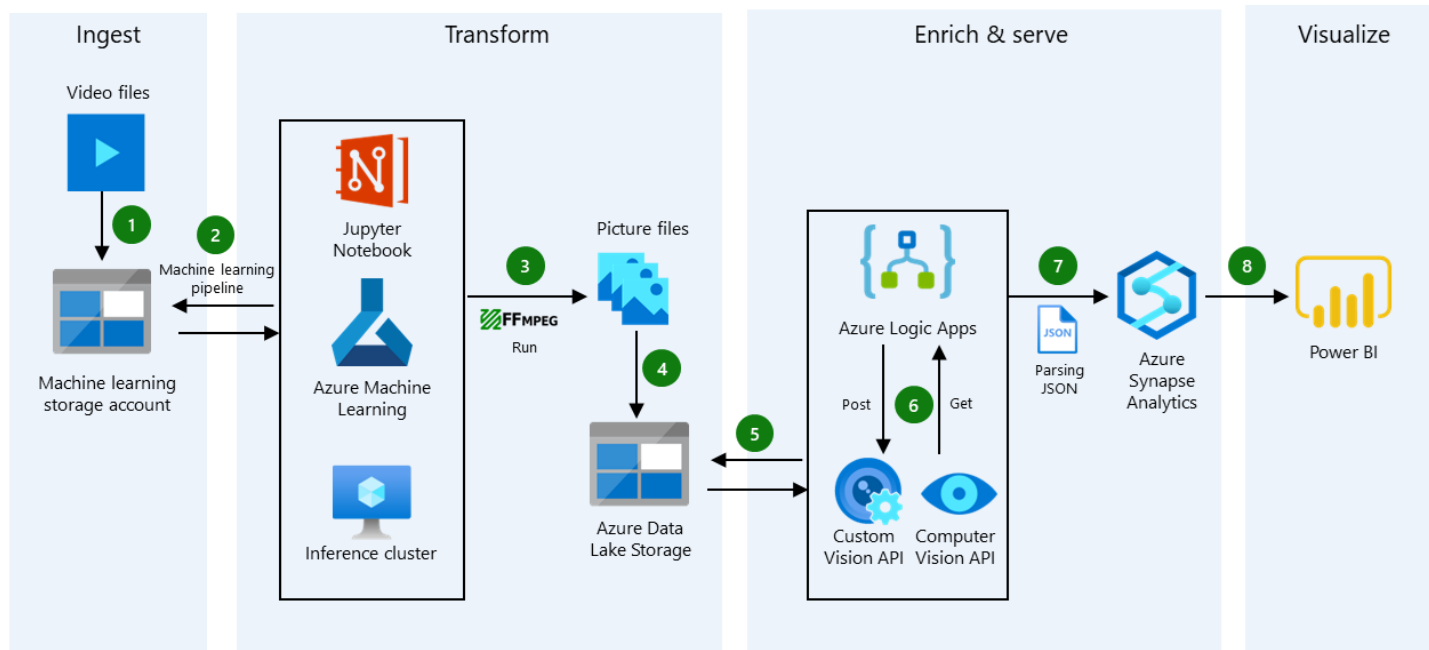 Ingest
Transform
Enrich & serve
Visualize
Video files
1
2
Machine learning
pipeline
Machine learning
storage account
Jupyter
Notebook
Azure Machine
Learning
Inference cluster
3
FFMPEG
Run
Picture files
4
Azure Data
Lake Storage
5
Azure Logic Apps
Post
6
Get
Custom
Vision API
Computer
Vision API
7
JSON
Parsing
JSON
Azure
Synapse
Analytics
8
Power BI